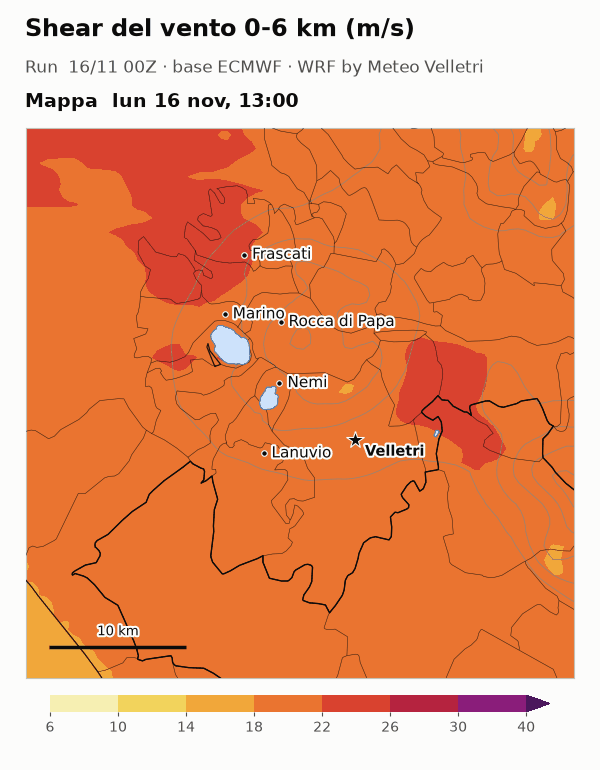 Shear del vento 0-6 km (m/s)
Run 16/11 00Z · base ECMWF · WRF by Meteo Velletri
Mappa lun 16 nov, 13:00
Frascati
Marino
Rocca di Papa
Nemi
Velletri
Lanuvio
10 km
6 10 14 18 22 26 30 40